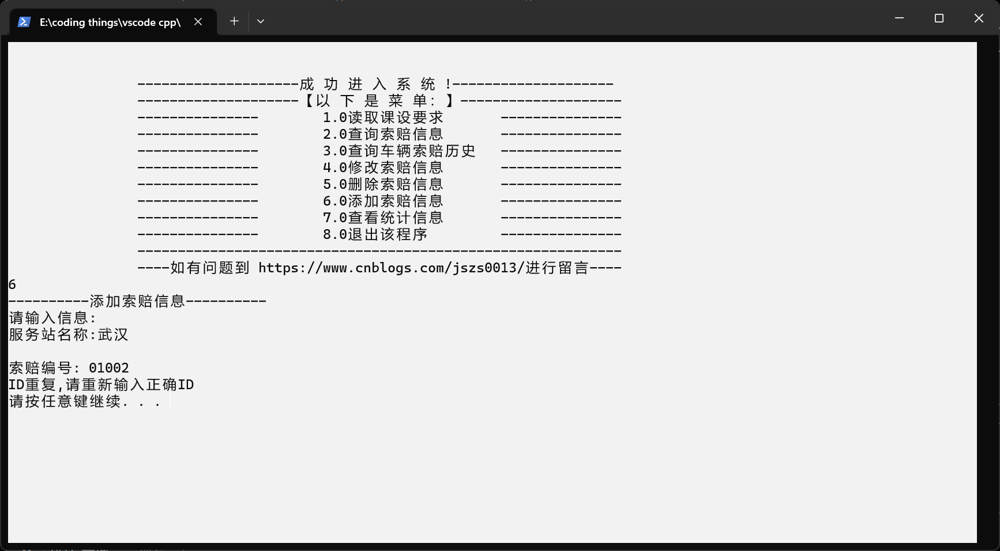 E:\coding things\vscode cpp\
--------------------成 功 进 入 系 统 !--------------------
--------------------【以 下 是 菜 单: 】--------------------
--------------- 1.0读取课设要求 ---------------
--------------- 2.0查询索赔信息 ---------------
--------------- 3.0查询车辆索赔历史 ---------------
--------------- 4.0修改索赔信息 ---------------
--------------- 5.0删除索赔信息 ---------------
--------------- 6.0添加索赔信息 ---------------
--------------- 7.0查看统计信息 ---------------
--------------- 8.0退出该程序 ---------------
------------------------------------------------------------
----如有问题到 https://www.cnblogs.com/jszs0013/进行留言----
6
----------添加索赔信息----------
请输入信息:
服务站名称:武汉
索赔编号: 01002
ID重复,请重新输入正确ID
请按任意键继续. . .